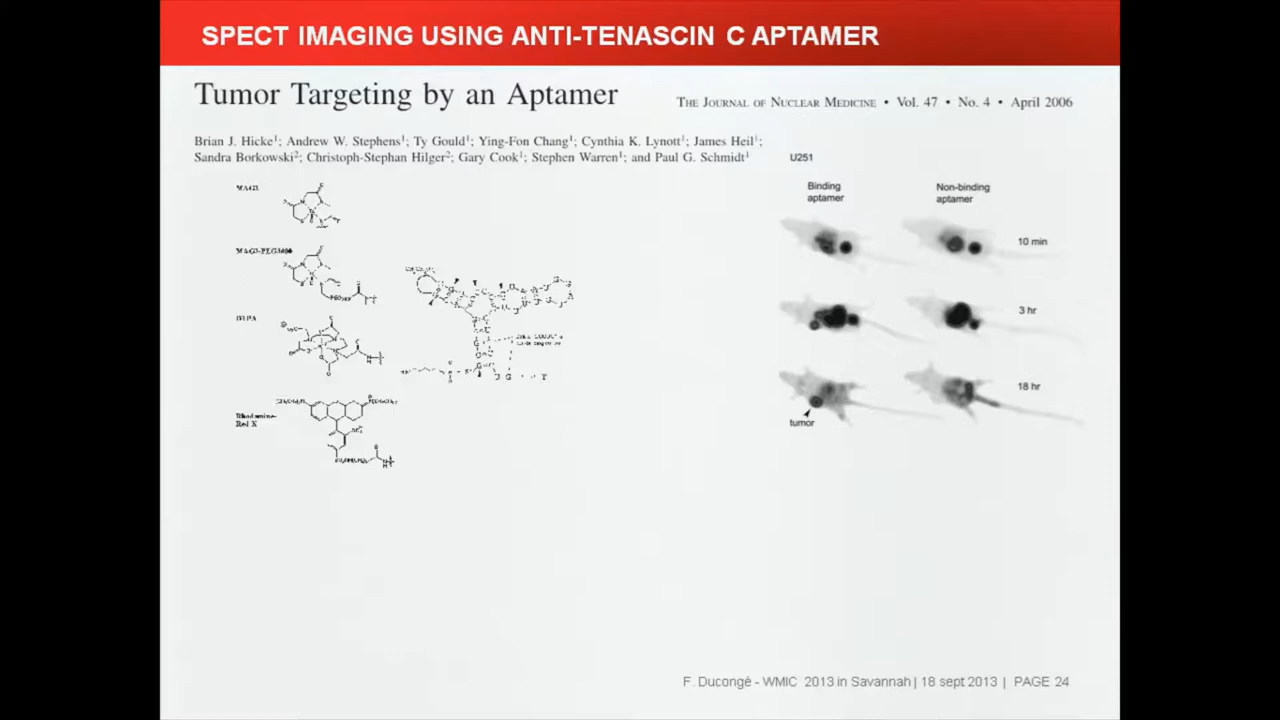 SPECT IMAGING USING ANTI-TENASCIN C APTAMER
Tumor Targeting by an Aptamer
THE JOURNAL OF NUCLEAR MEDICINE • Vol. 47 • No. 4 • April 2006
Brian J. Hicke1; Andrew W. Stephens1; Ty Gould1; Ying-Fon Chang1; Cynthia K. Lynott1; James Heil1;
Sandra Borkowski2; Christoph-Stephan Hilger2; Gary Cook1; Stephen Warren1; and Paul G. Schmidt1
U251
Binding
aptamer
Non-binding
aptamer
10 min
3 hr
18 hr
tumor
Rhodamine-
Red X
F. Ducongé - WMIC 2013 in Savannah | 18 sept 2013 | PAGE 24